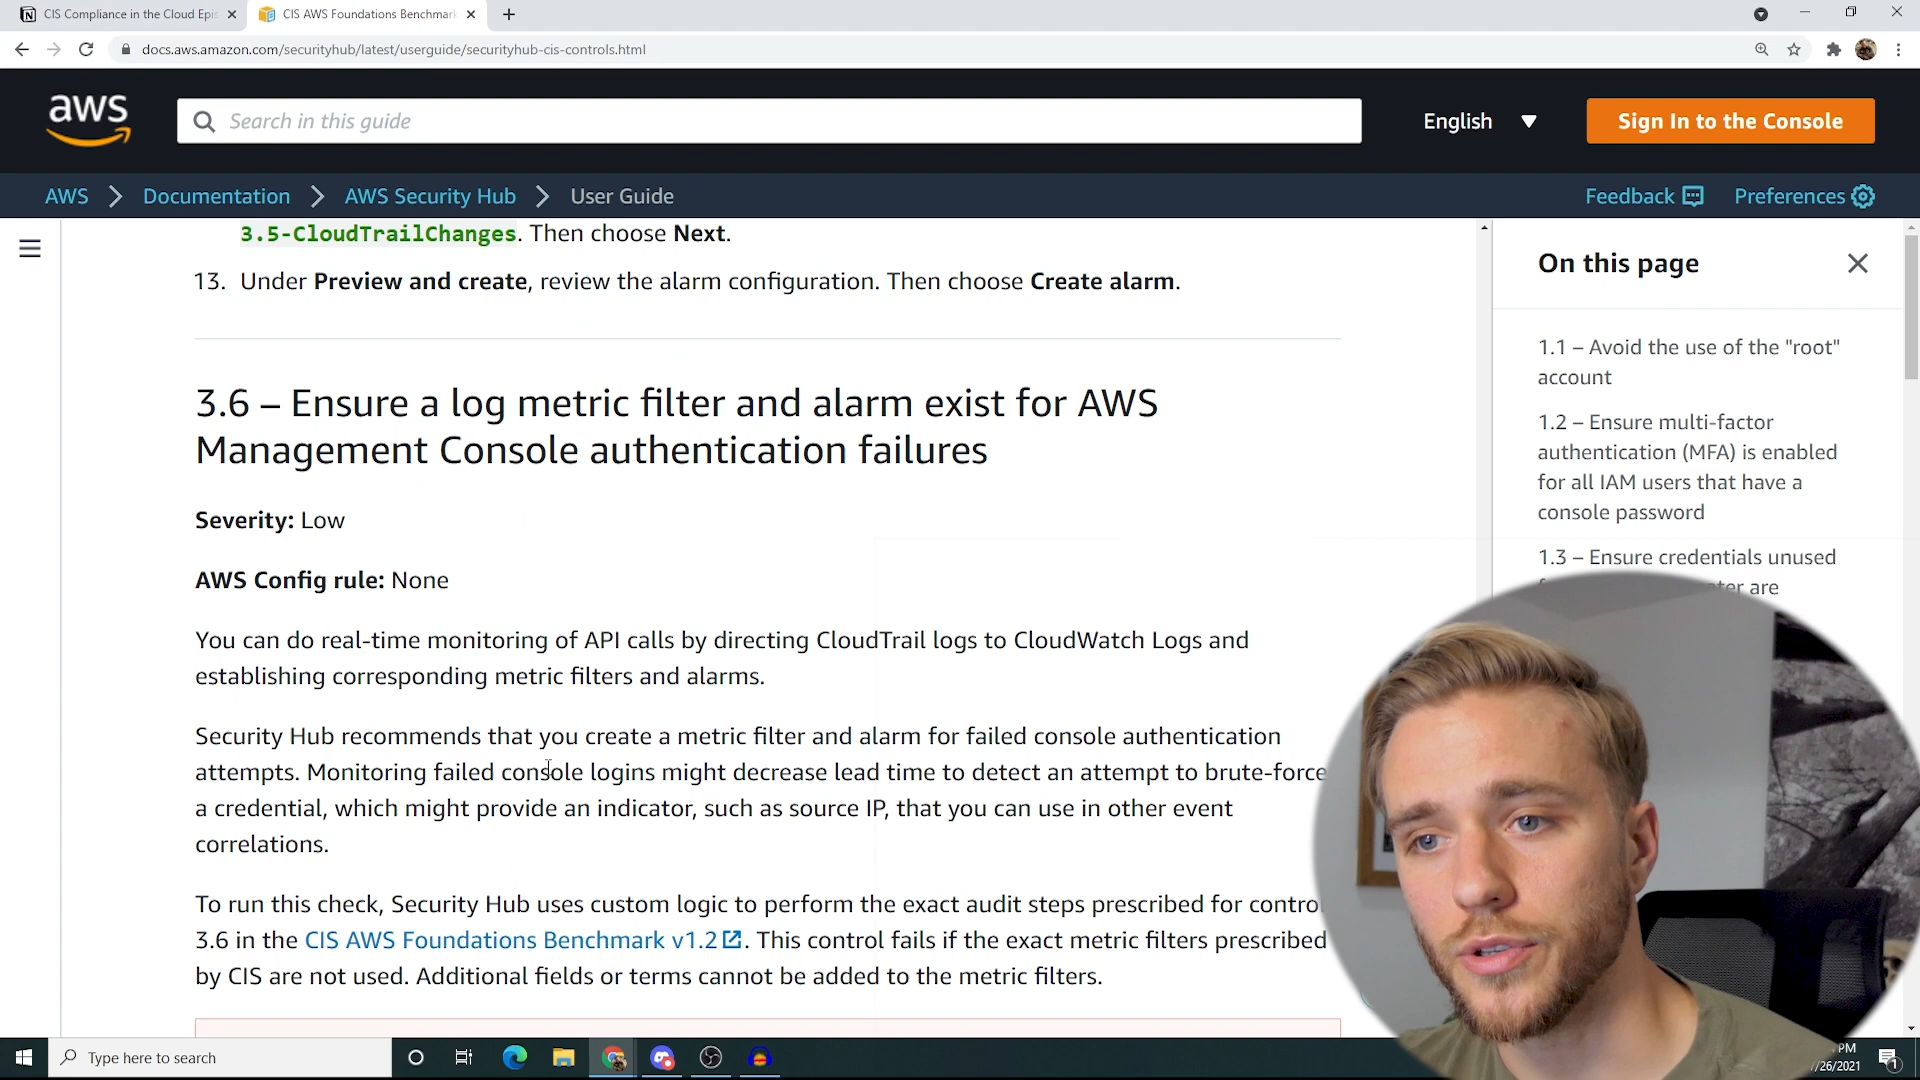 CIS Compliance in the Cloud Epis
CIS AWS Foundations Benchmar
docs.aws.amazon.com/securityhub/latest/userguide/securityhub-cis-controls.html
aws
Search in this guide
English
Sign In to the Console
AWS
Documentation
AWS Security Hub
User Guide
Feedback
Preferences
3.5-CloudTrailChanges. Then choose Next.
13. Under Preview and create, review the alarm configuration. Then choose Create alarm.
3.6 – Ensure a log metric filter and alarm exist for AWS
Management Console authentication failures
Severity: Low
AWS Config rule: None
You can do real-time monitoring of API calls by directing CloudTrail logs to CloudWatch Logs and
establishing corresponding metric filters and alarms.
Security Hub recommends that you create a metric filter and alarm for failed console authentication
attempts. Monitoring failed console logins might decrease lead time to detect an attempt to brute-force
a credential, which might provide an indicator, such as source IP, that you can use in other event
correlations.
To run this check, Security Hub uses custom logic to perform the exact audit steps prescribed for contro
3.6 in the CIS AWS Foundations Benchmark v1.2. This control fails if the exact metric filters prescribed
by CIS are not used. Additional fields or terms cannot be added to the metric filters.
On this page
1.1 – Avoid the use of the "root"
account
1.2 – Ensure multi-factor
authentication (MFA) is enabled
for all IAM users that have a
console password
1.3 – Ensure credentials unused
are
Type here to search
PM
/26/2021
1